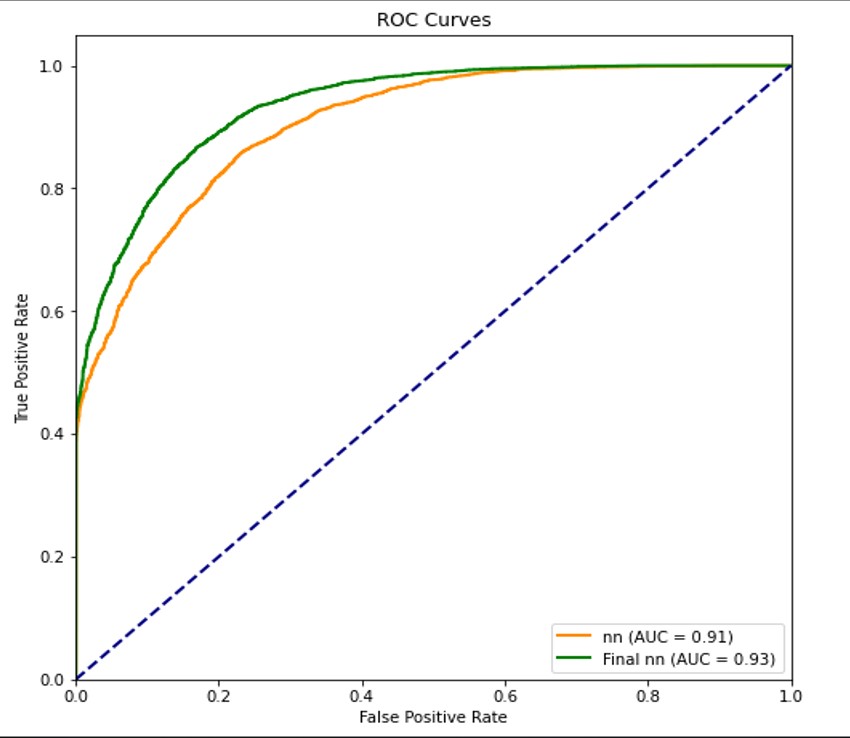 ROC Curves
1.0
0.8
0.6
0.4
0.2
0.0
True Positive Rate
nn (AUC = 0.91)
Final nn (AUC = 0.93)
0.0 0.2 0.4 0.6 0.8 1.0
False Positive Rate